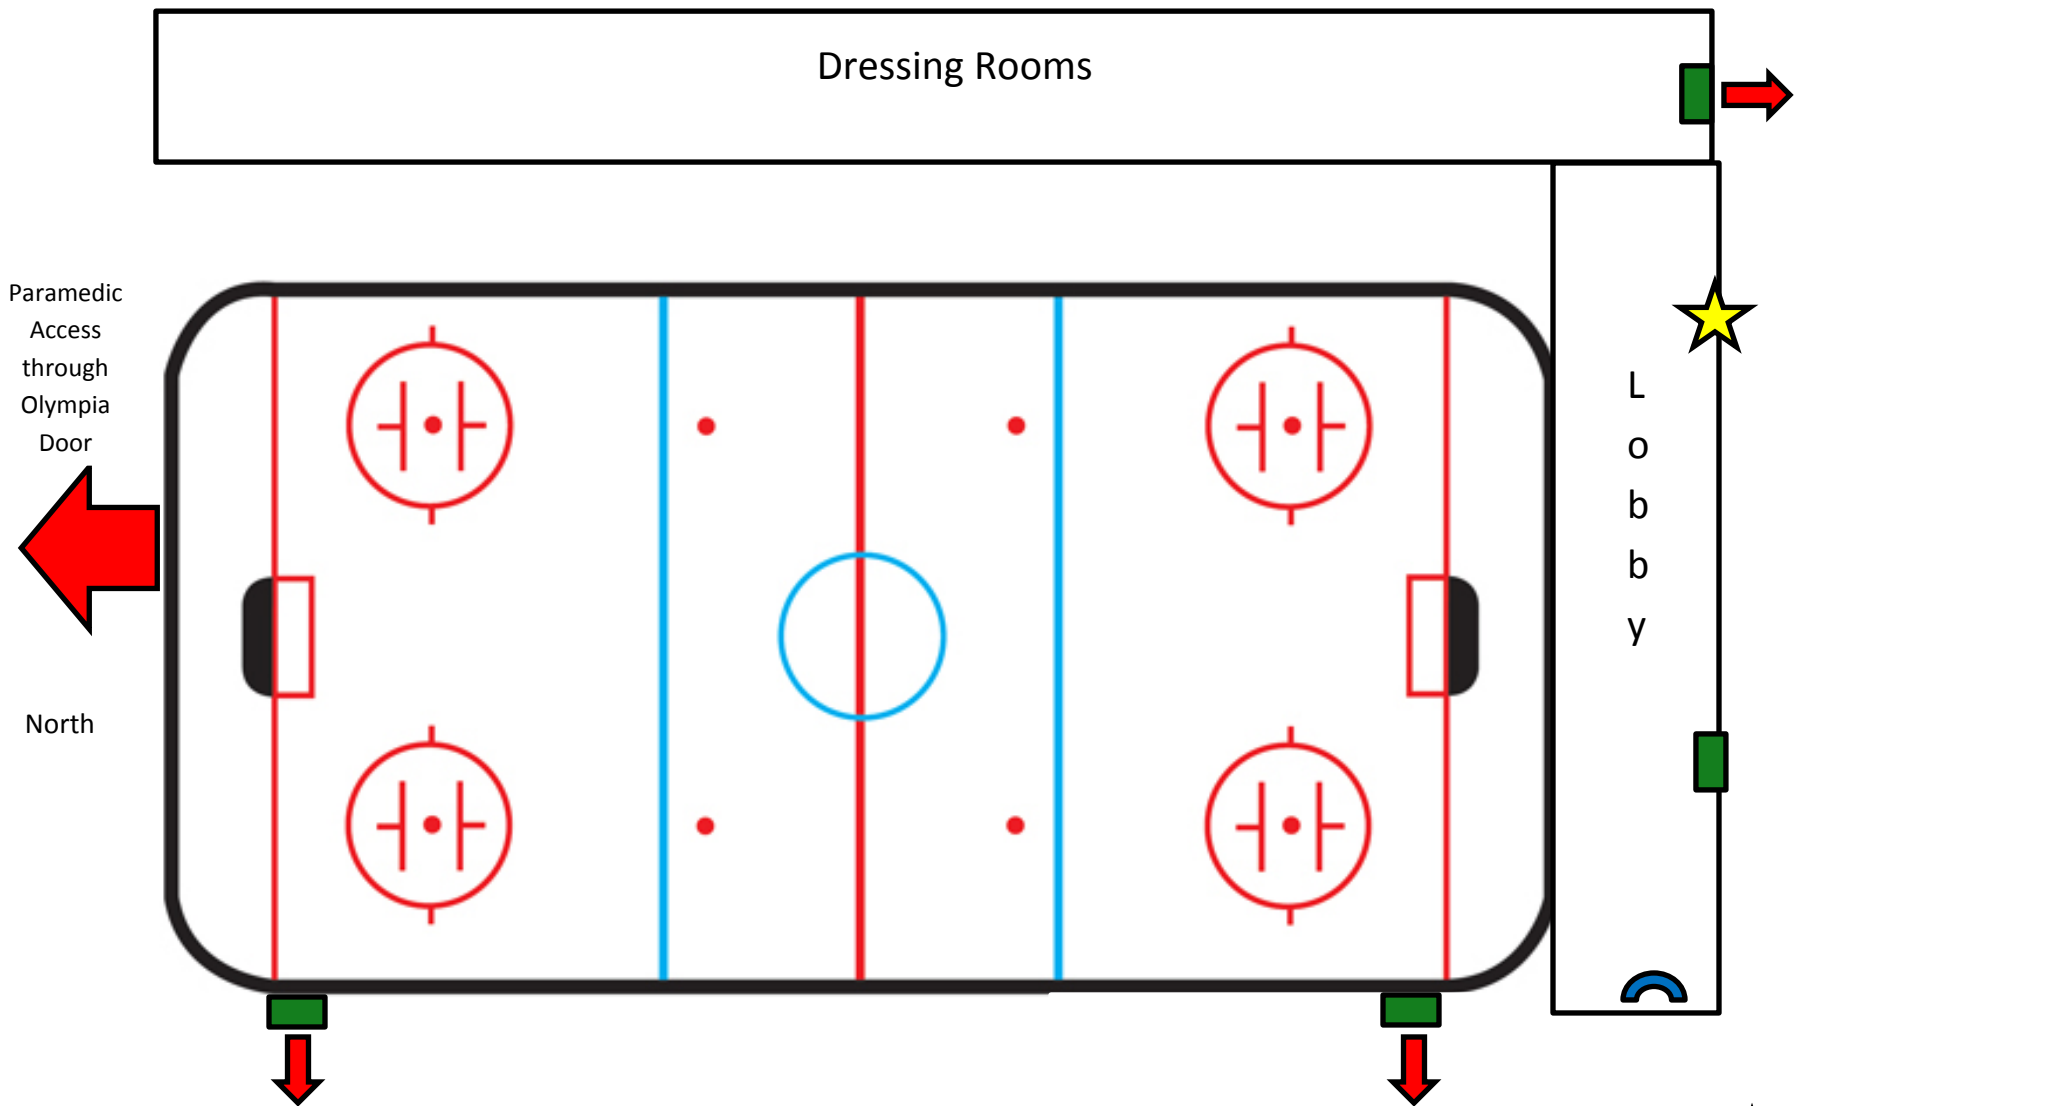 Dressing Rooms
Paramedic
Access
through
Olympia
Door
North
L
o
b
b
y